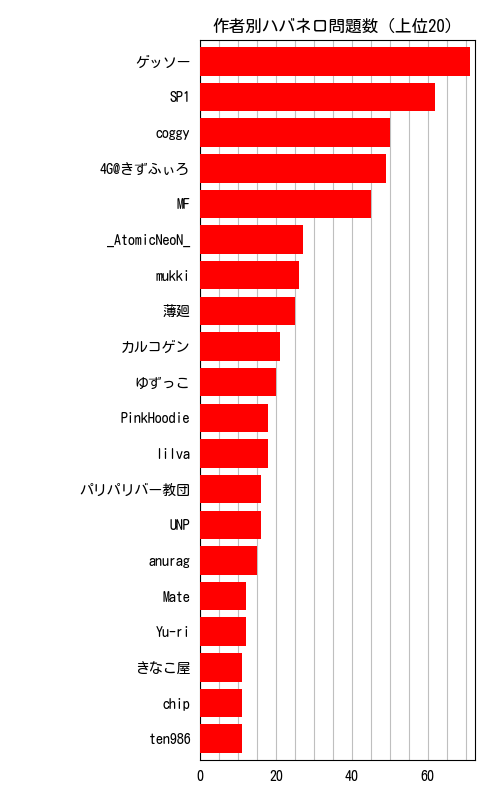 作者別ハバネロ問題数 (上位20)
ゲッソー
SP1
coggy
4G@きずふぃろ
MF
_AtomicNeoN_
mukki
薄廻
カルコゲン
ゆずっこ
PinkHoodie
lilva
パリパリバー教団
UNP
anurag
Mate
Yu-ri
きなこ屋
chip
ten986
0 20 40 60